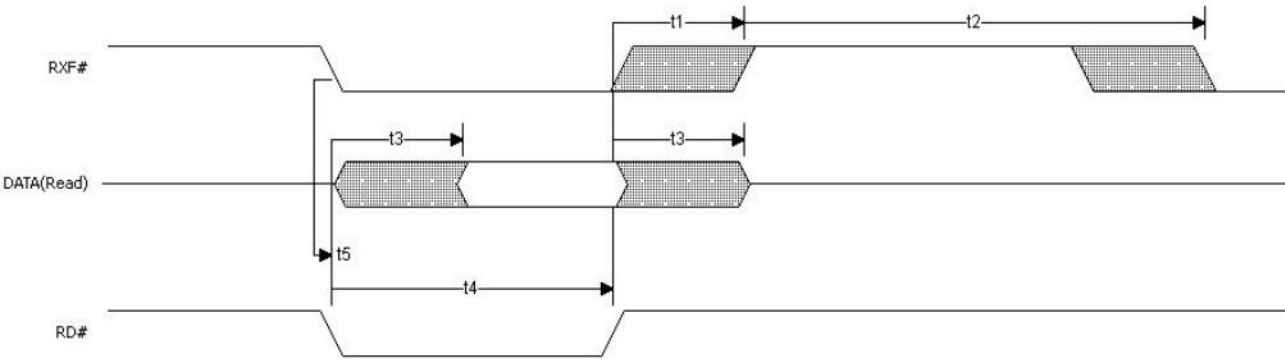 t1 t2
RXF#
t3 t3
DATA(Read)
t5
t4
RD#